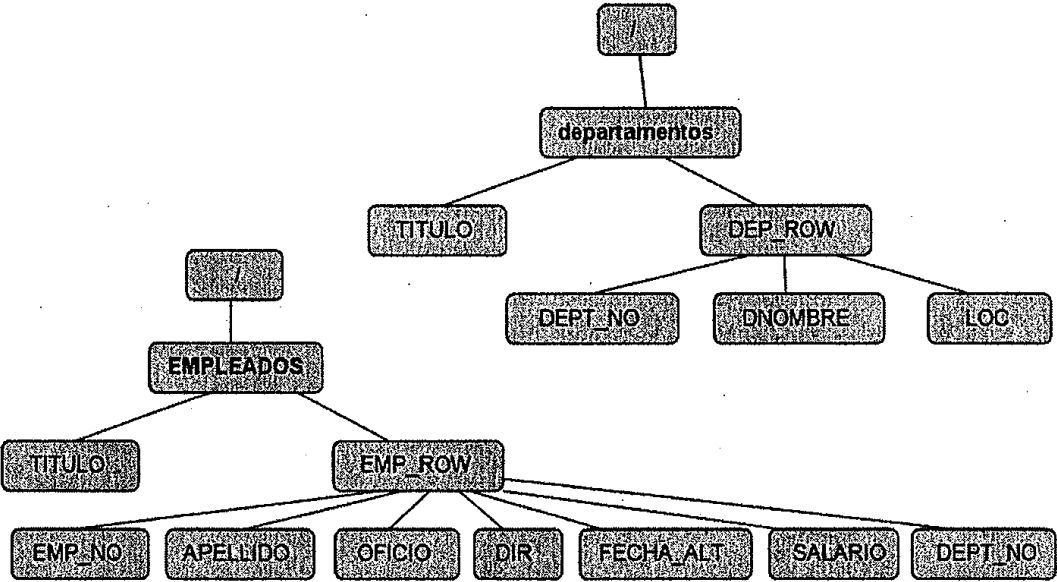 /
departamentos
TITULO DEP_ROW
DEPT_NO DNOMBRE LOC
/
EMPLEADOS
TITULO EMP_ROW
EMP_NO APELLIDO OFICIO DIR FECHA_ALT SALARIO DEPT_NO